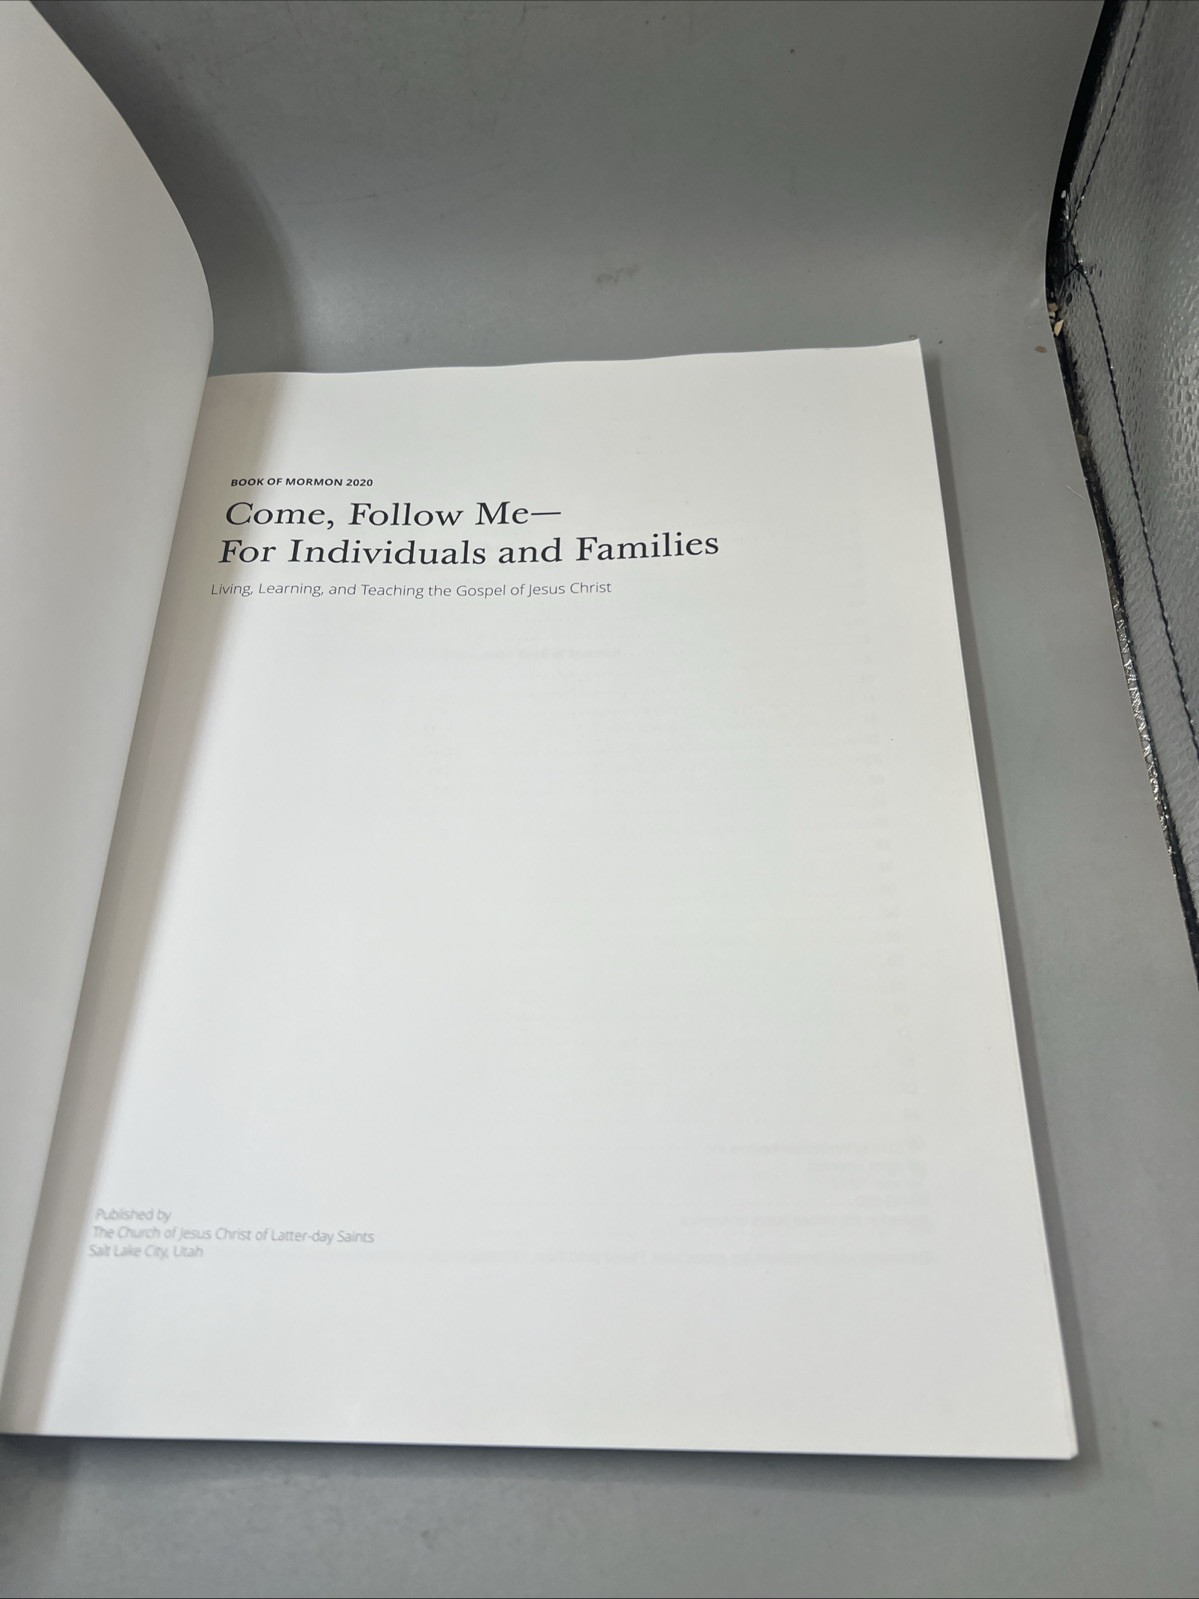 BOOK OF MORMON 2020
Come, Follow Me—
For Individuals and Families
Living, Learning, and Teaching the Gospel of Jesus Christ
Published by
The Church of Jesus Christ of Latter-day Saints
Salt Lake City, Utah